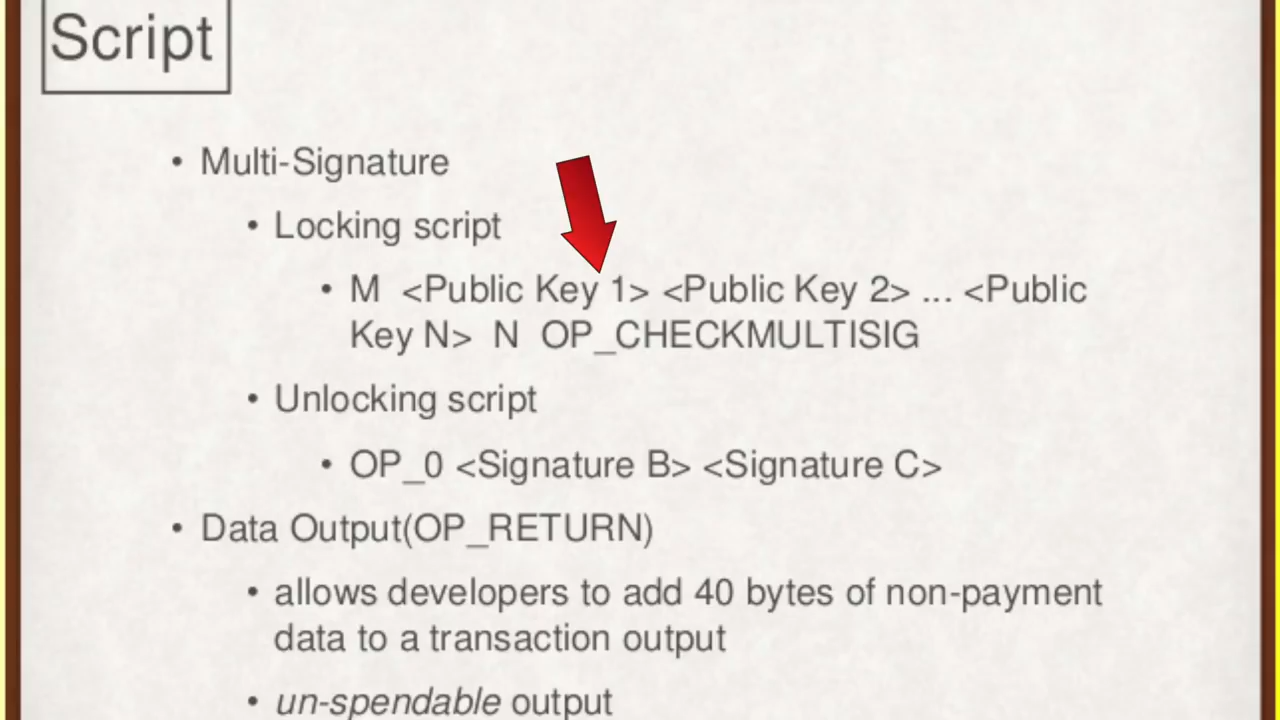 Script
• Multi-Signature
• Locking script
• M <Public Key 1> <Public Key 2> ... <Public
Key N> N OP_CHECKMULTISIG
• Unlocking script
• OP_0 <Signature B> <Signature C>
• Data Output(OP_RETURN)
• allows developers to add 40 bytes of non-payment
data to a transaction output
• un-spendable output